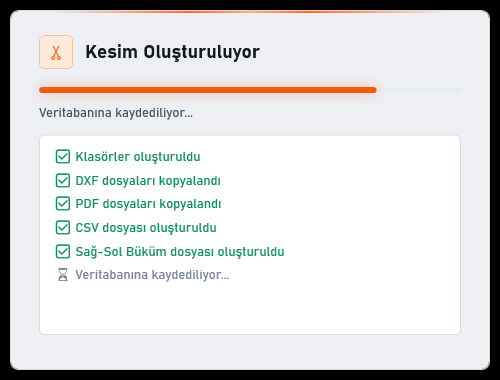 Kesim Oluşturuluyor
Veritabanına kaydediliyor...
Klasörler oluşturuldu
DXF dosyaları kopyalandı
PDF dosyaları kopyalandı
CSV dosyası oluşturuldu
Sağ-Sol Büküm dosyası oluşturuldu
Veritabanına kaydediliyor...